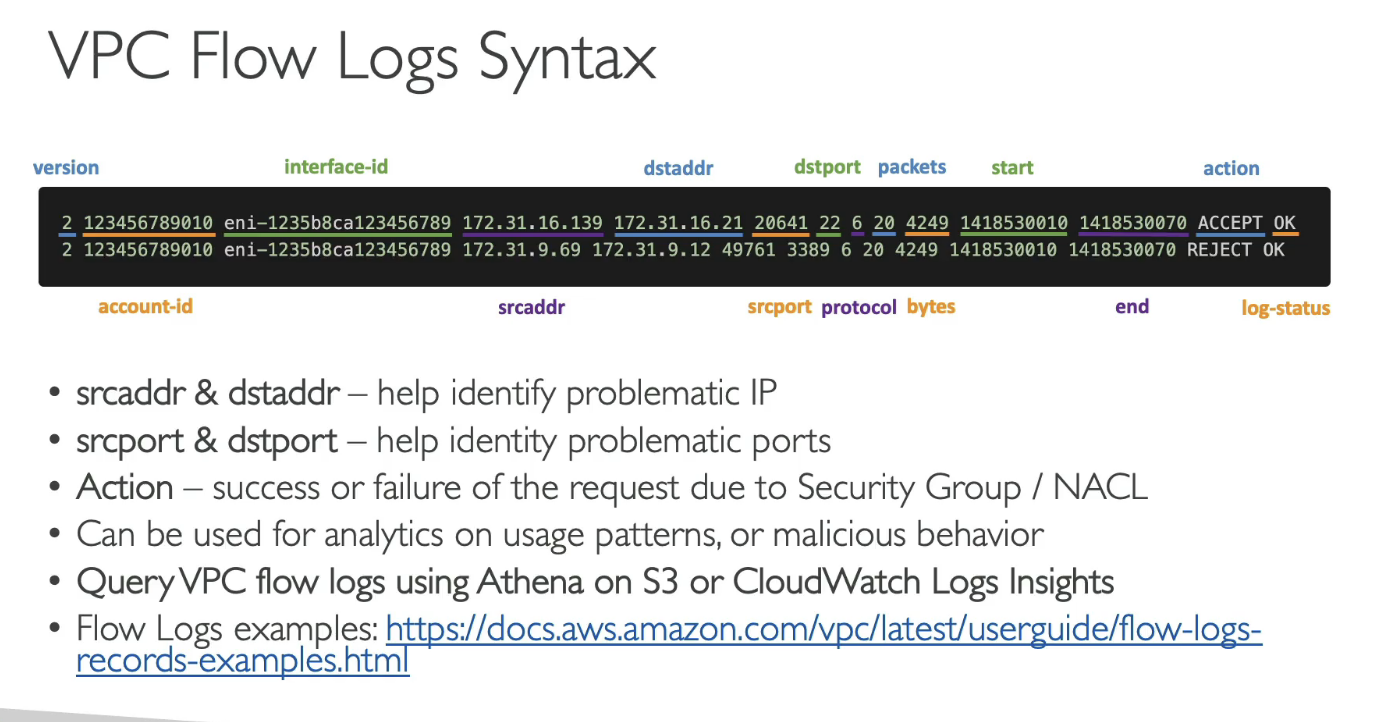 VPC Flow Logs Syntax
version interface-id dstaddr dstport packets start action
2 123456789010 eni-1235b8ca123456789 172.31.16.139 172.31.16.21 20641 22 6 20 4249 1418530010 1418530070 ACCEPT OK
2 123456789010 eni-1235b8ca123456789 172.31.9.69 172.31.9.12 49761 3389 6 20 4249 1418530010 1418530070 REJECT OK
account-id srcaddr srcport protocol bytes end log-status
• srcaddr & dstaddr – help identify problematic IP
• srcport & dstport – help identity problematic ports
• Action – success or failure of the request due to Security Group / NACL
• Can be used for analytics on usage patterns, or malicious behavior
• Query VPC flow logs using Athena on S3 or CloudWatch Logs Insights
• Flow Logs examples: https://docs.aws.amazon.com/vpc/latest/userguide/flow-logs-
records-examples.html